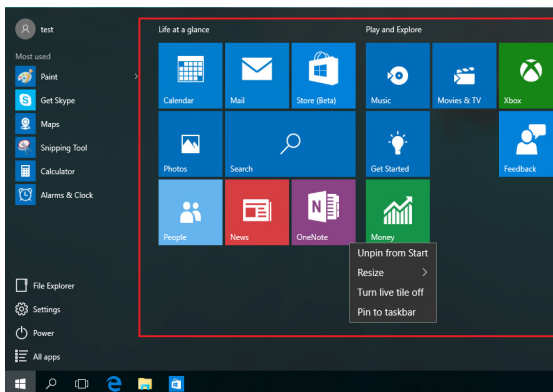 test
Most used
Paint
Get Skype
Maps
Snipping Tool
Calculator
Alarms & Clock
File Explorer
Settings
Power
All apps
Life at a glance
Calendar
Mail
Store (Beta)
Photos
Search
People
News
OneNote
Play and Explore
Music
Movies & TV
Xbox
Get Started
Feedback
Money
Unpin from Start
Resize
Turn live tile off
Pin to taskbar